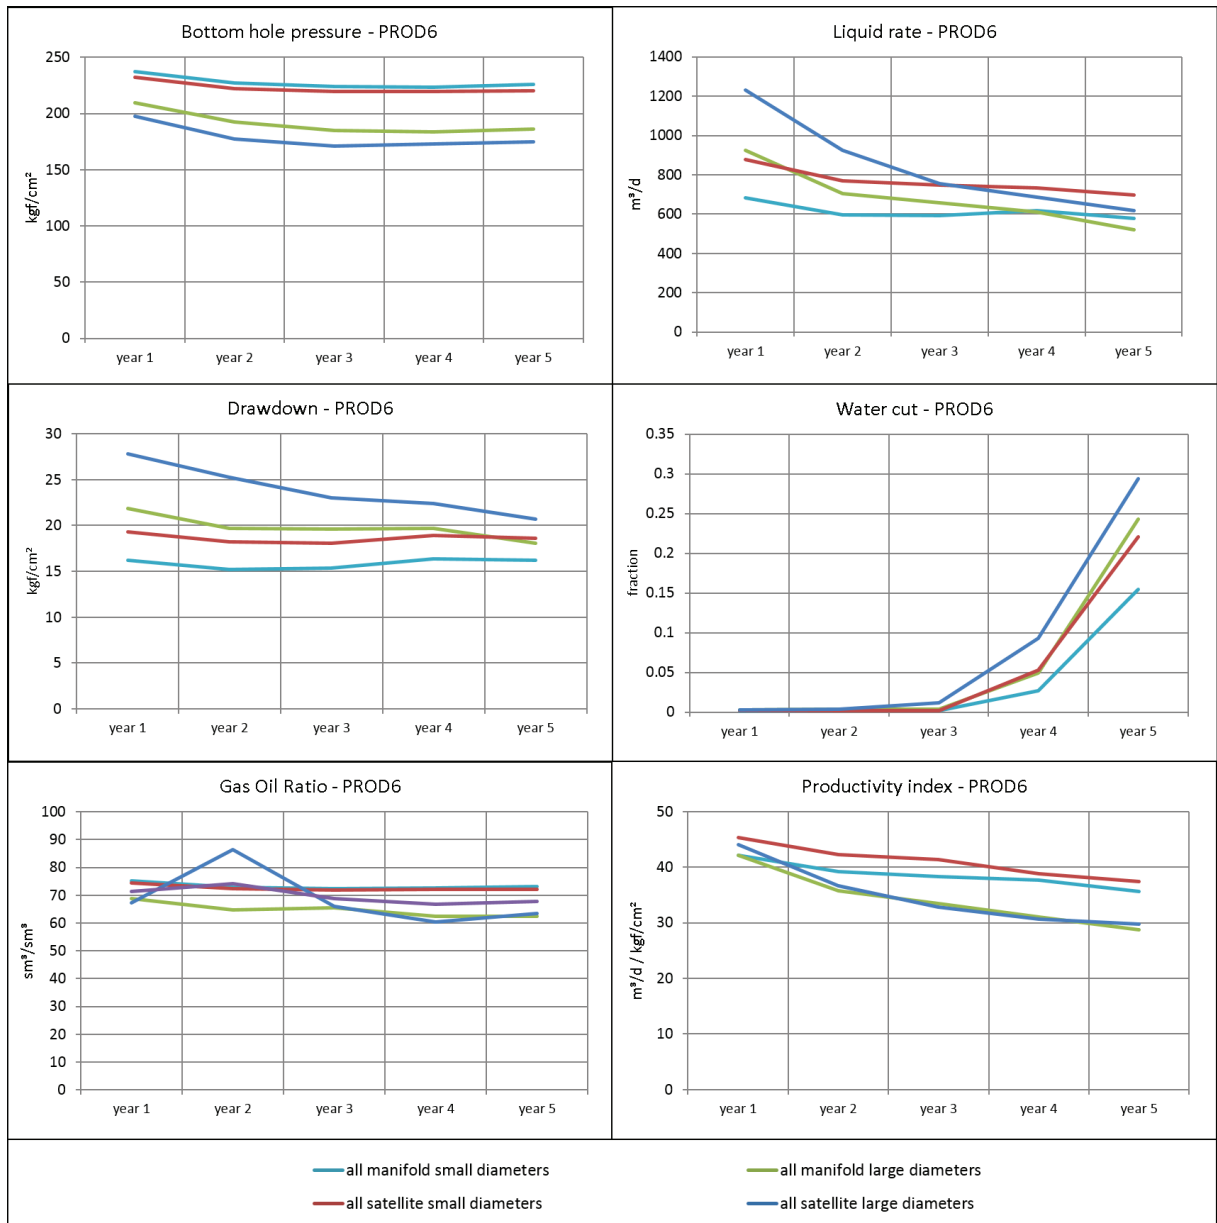 Bottom hole pressure - PROD6
250
200
150
100
50
0
kgf/cm²
year 1 year 2 year 3 year 4 year 5
Liquid rate - PROD6
1400
1200
1000
800
600
400
200
0
m³/d
year 1 year 2 year 3 year 4 year 5
Drawdown - PROD6
30
25
20
15
10
5
0
kgf/cm²
year 1 year 2 year 3 year 4 year 5
Water cut - PROD6
0.35
0.3
0.25
0.2
0.15
0.1
0.05
0
fraction
year 1 year 2 year 3 year 4 year 5
Gas Oil Ratio - PROD6
100
90
80
70
60
50
40
30
20
10
0
sm³/sm³
year 1 year 2 year 3 year 4 year 5
Productivity index - PROD6
50
40
30
20
10
0
m³/d / kgf/cm²
year 1 year 2 year 3 year 4 year 5
all manifold small diameters all manifold large diameters
all satellite small diameters all satellite large diameters